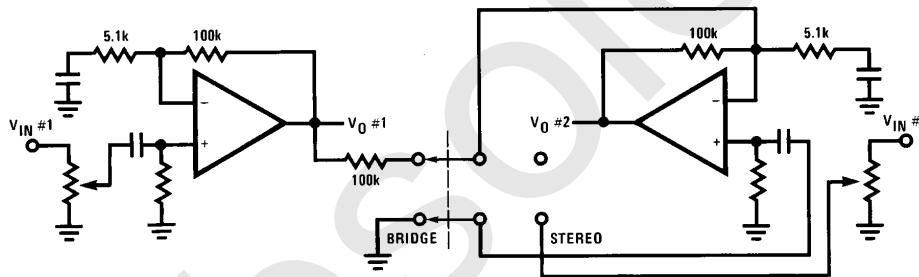 5.1k
100k
100k
5.1k
V_IN #1
−
+
V_O #1
V_O #2
−
+
V_IN #
100k
BRIDGE
STEREO